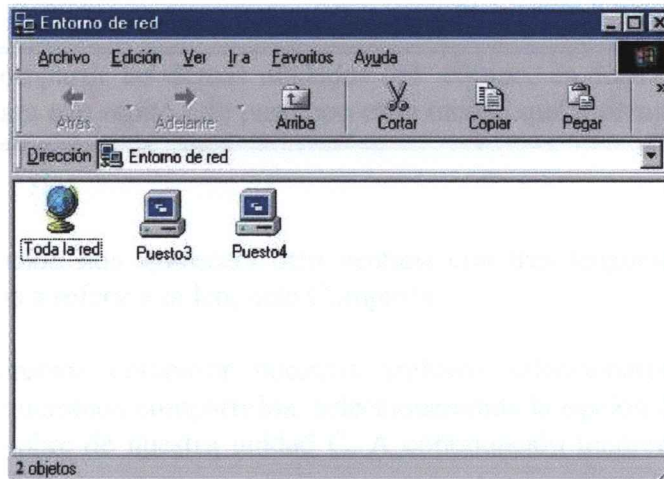 Entorno de red
Archivo Edición Ver Ir a Favoritos Ayuda
Atrás Adelante Arriba Cortar Copiar Pegar »
Dirección Entorno de red
Toda la red Puesto3 Puesto4
2 objetos